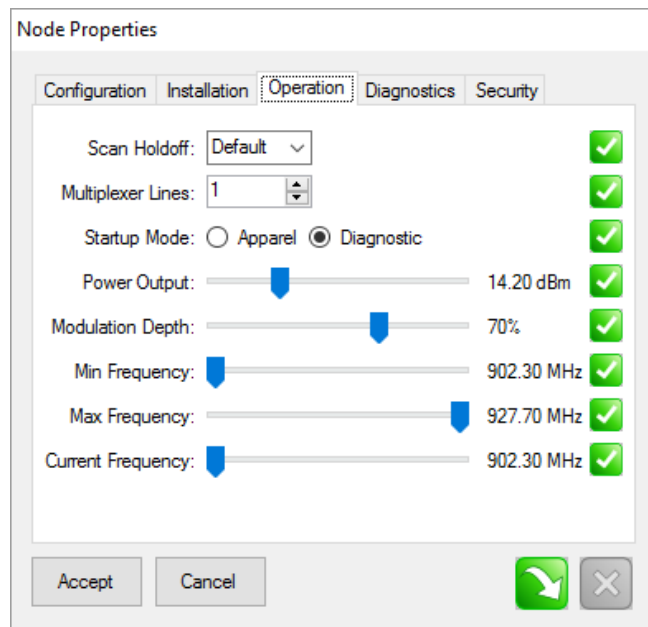 Node Properties
Configuration Installation Operation Diagnostics Security
Scan Holdoff: Default
Multiplexer Lines: 1
Startup Mode: Apparel Diagnostic
Power Output: 14.20 dBm
Modulation Depth: 70%
Min Frequency: 902.30 MHz
Max Frequency: 927.70 MHz
Current Frequency: 902.30 MHz
Accept Cancel